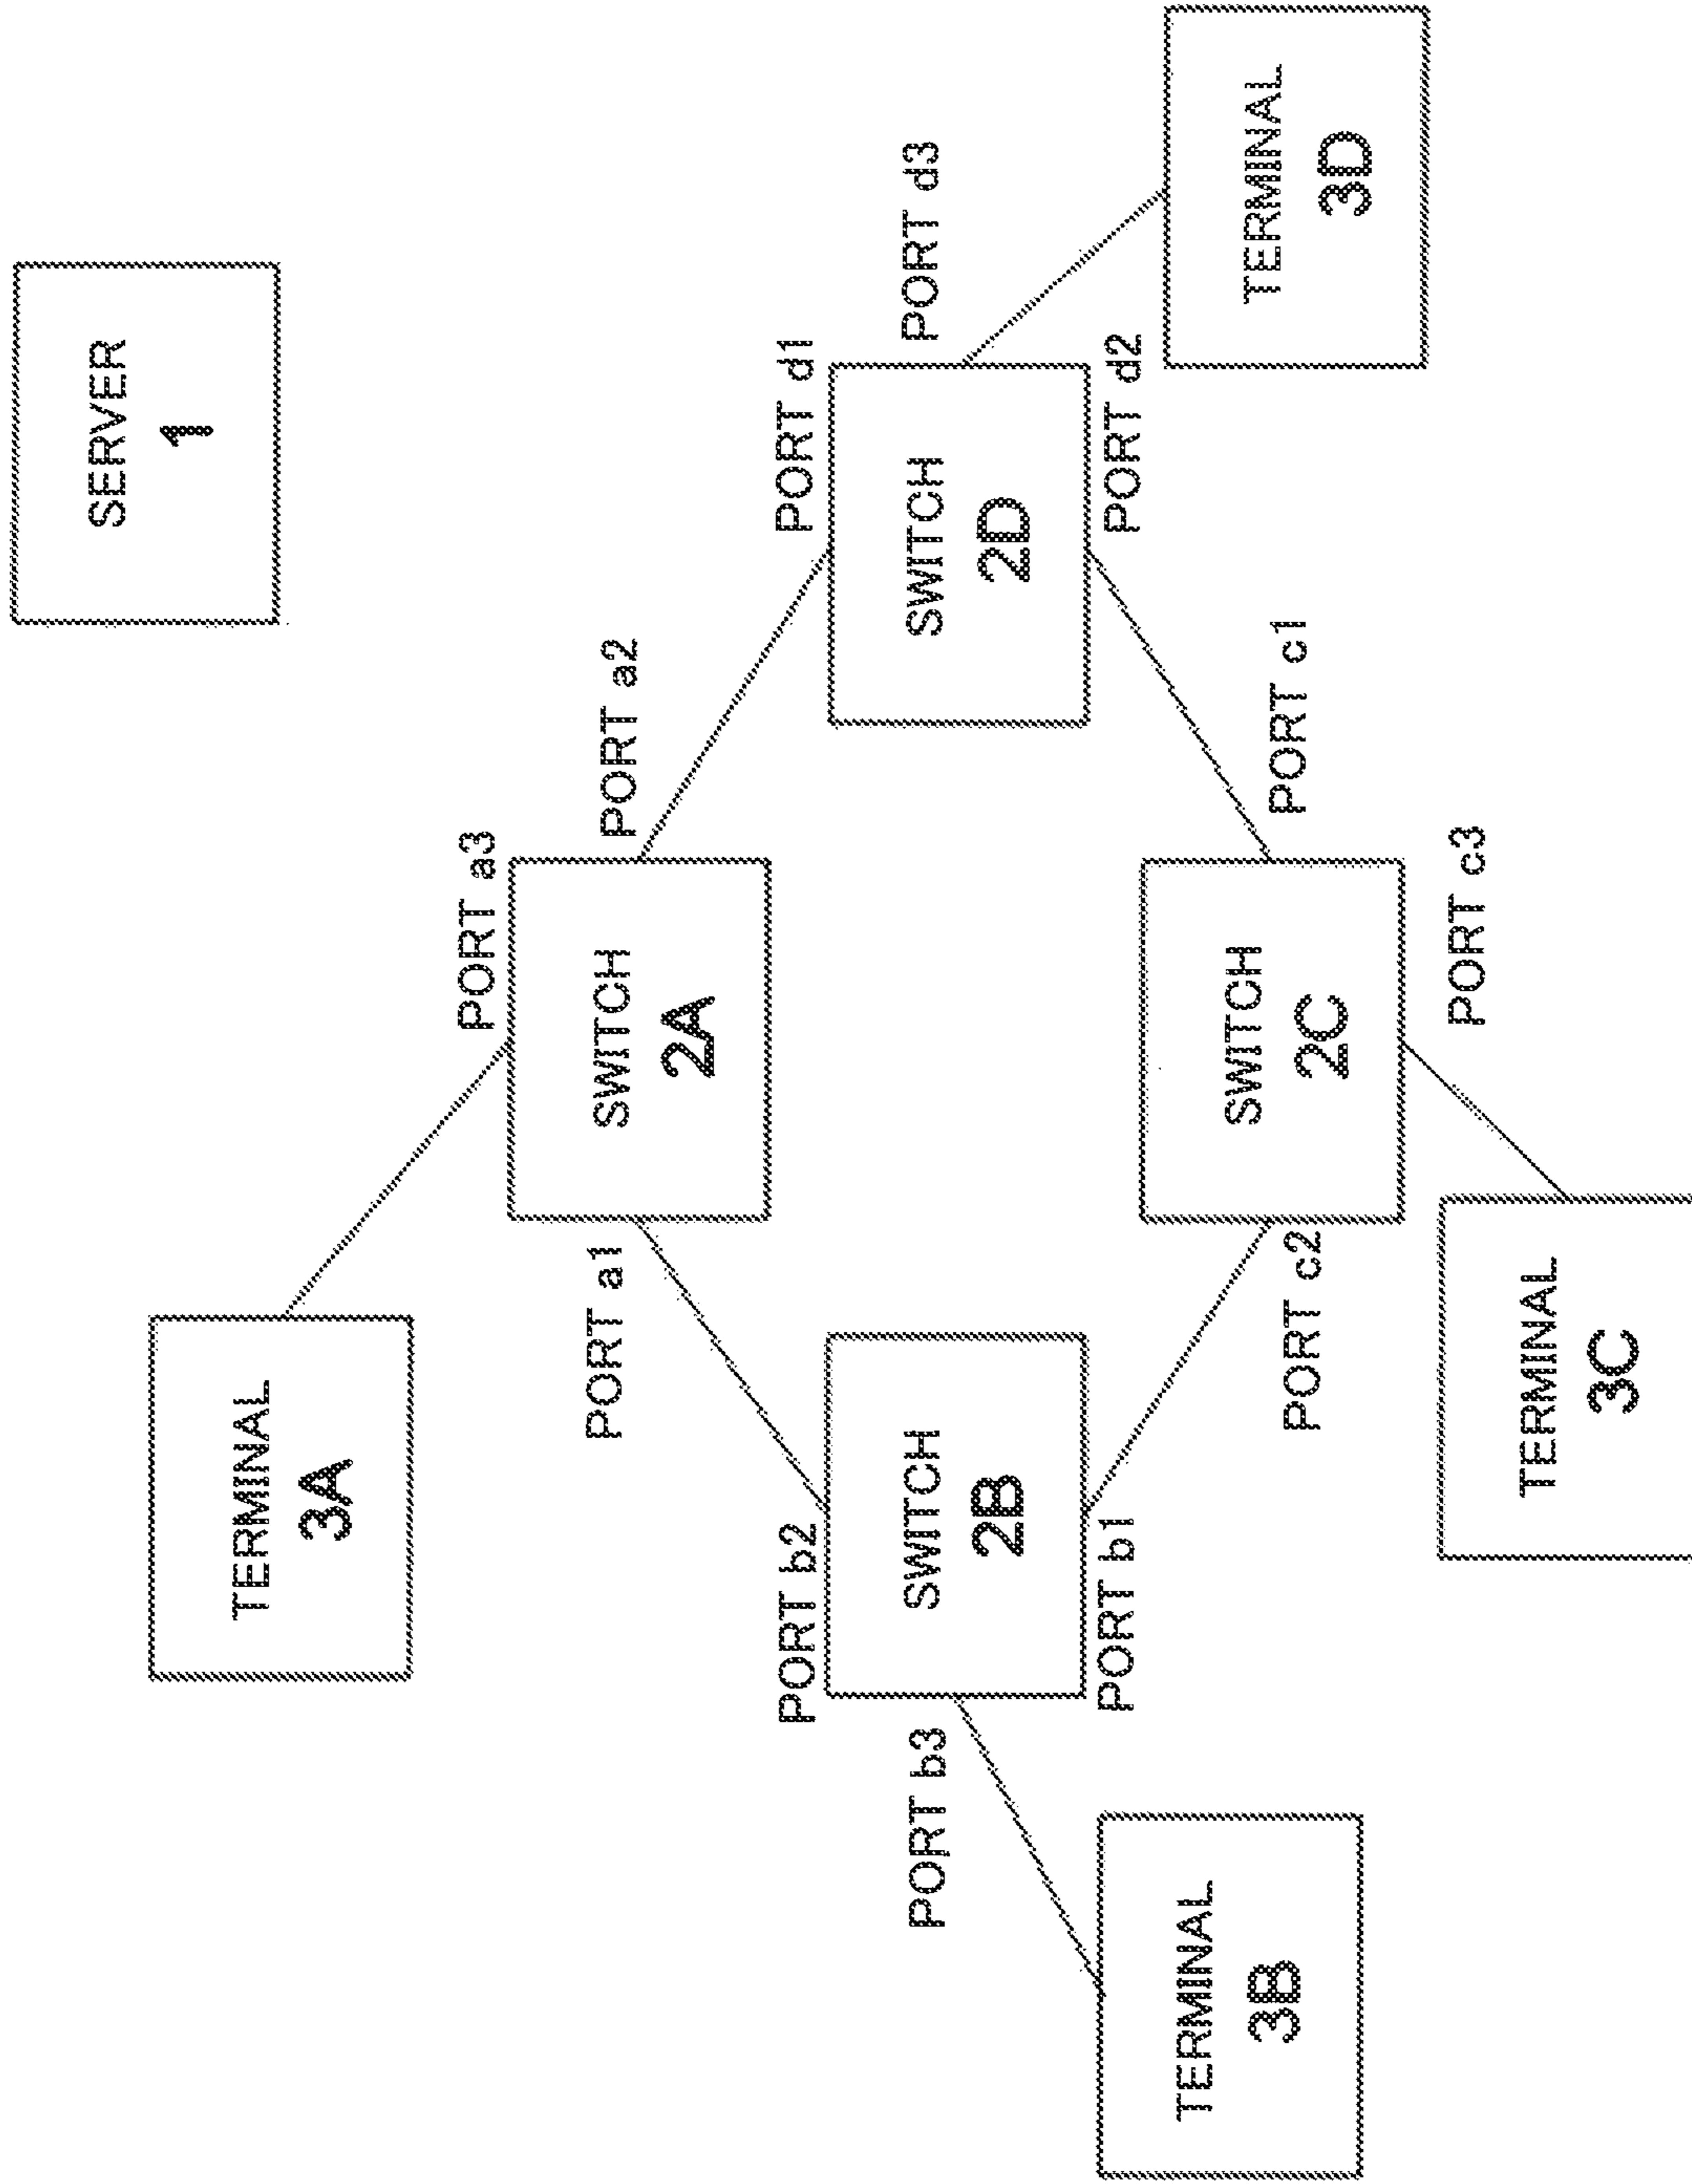 SERVER
1
TERMINAL
3A
PORT a3
SWITCH
2A
PORT a1
PORT a2
PORT b2
PORT d1
SWITCH
2B
SWITCH
2D
PORT b3
PORT d3
PORT b1
PORT d2
TERMINAL
3B
SWITCH
2C
TERMINAL
3D
PORT c2
PORT c1
PORT c3
TERMINAL
3C